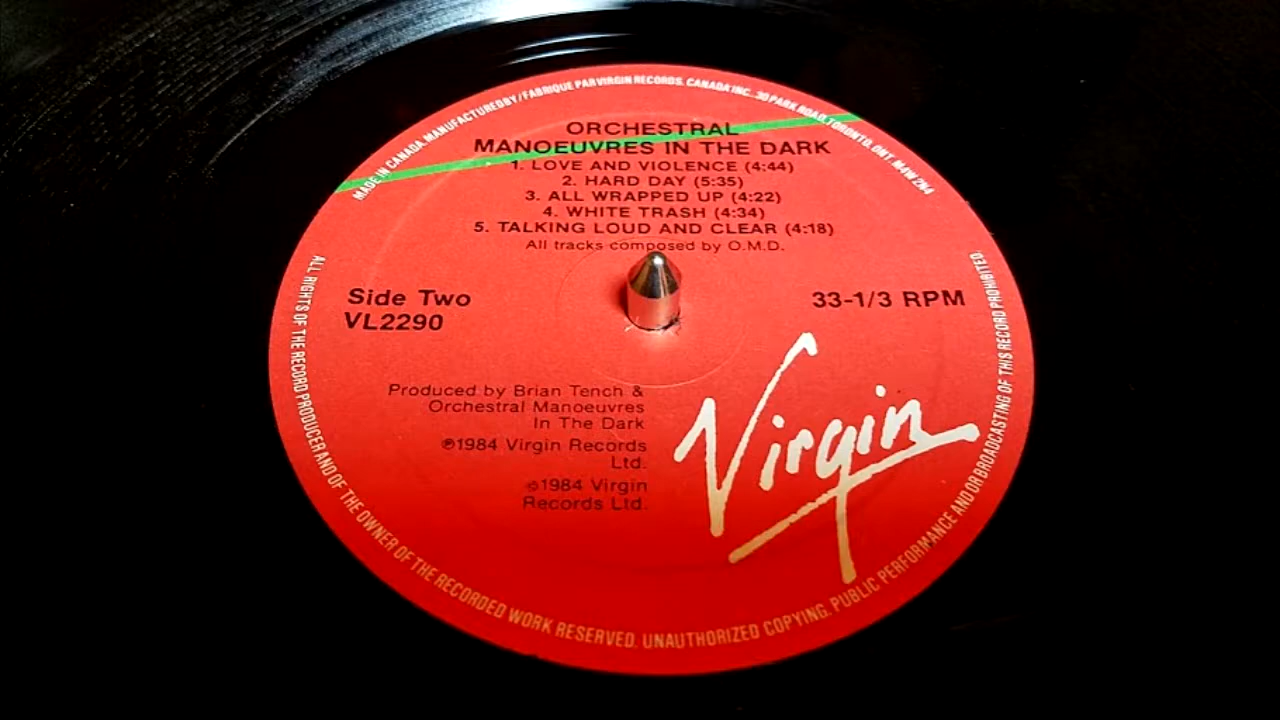 MADE IN CANADA. MANUFACTURED BY / FABRIQUE PAR VIRGIN RECORDS. CANADA INC., 30 PARK ROAD, TORONTO, ONT. M4W 2N4
ORCHESTRAL
MANOEUVRES IN THE DARK
1. LOVE AND VIOLENCE (4:44)
2. HARD DAY (5:35)
3. ALL WRAPPED UP (4:22)
4. WHITE TRASH (4:34)
5. TALKING LOUD AND CLEAR (4:18)
All tracks composed by O.M.D.
Side Two
VL2290
33-1/3 RPM
Produced by Brian Tench &
Orchestral Manoeuvres
In The Dark
℗1984 Virgin Records
Ltd.
©1984 Virgin
Records Ltd.
Virgin
ALL RIGHTS OF THE RECORD PRODUCER AND OF THE OWNER OF THE RECORDED WORK RESERVED. UNAUTHORIZED COPYING. PUBLIC PERFORMANCE AND/OR BROADCASTING OF THIS RECORD PROHIBITED.